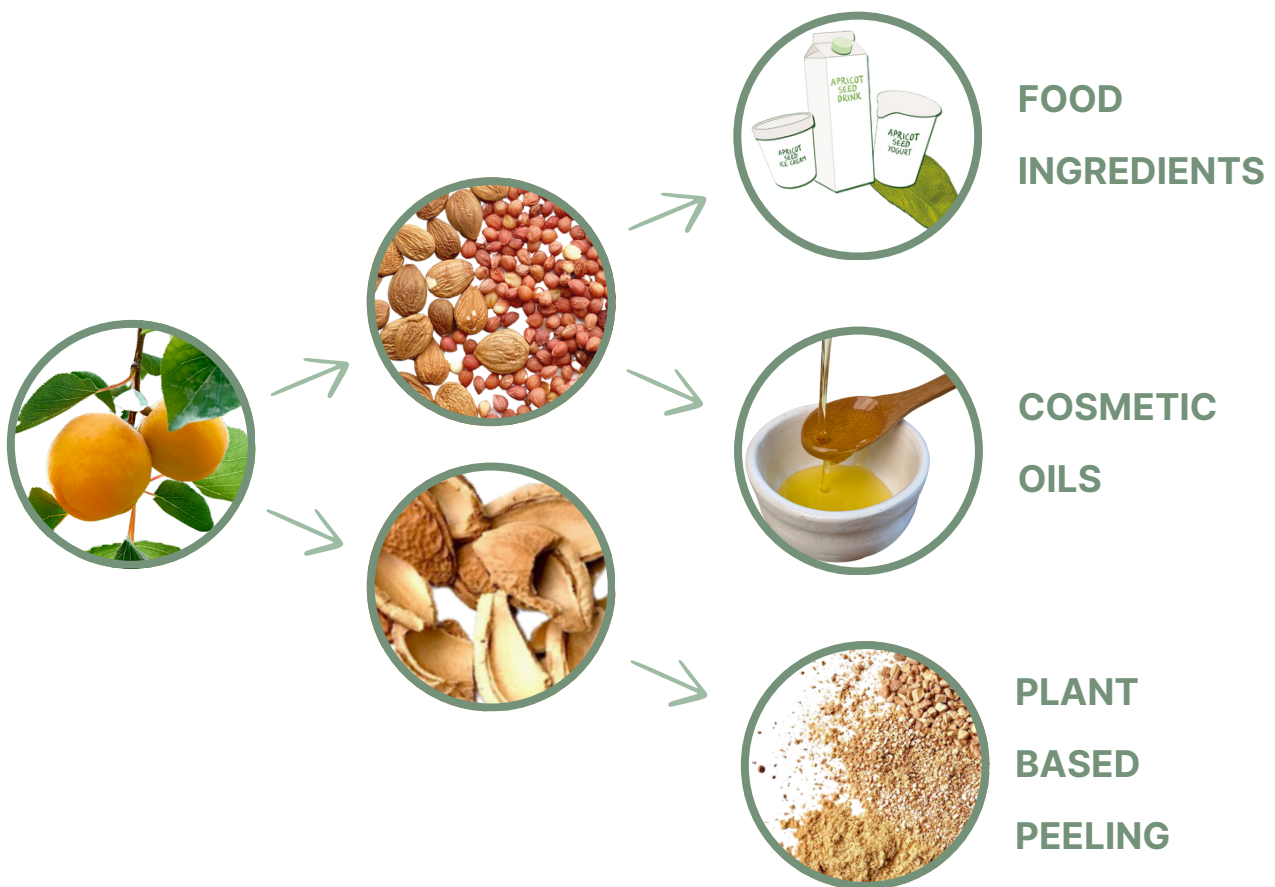 APRICOT
SEED
DRINK
APRICOT
SEED
ICE CREAM
APRICOT
SEED
YOGURT
FOOD
INGREDIENTS
COSMETIC
OILS
PLANT
BASED
PEELING